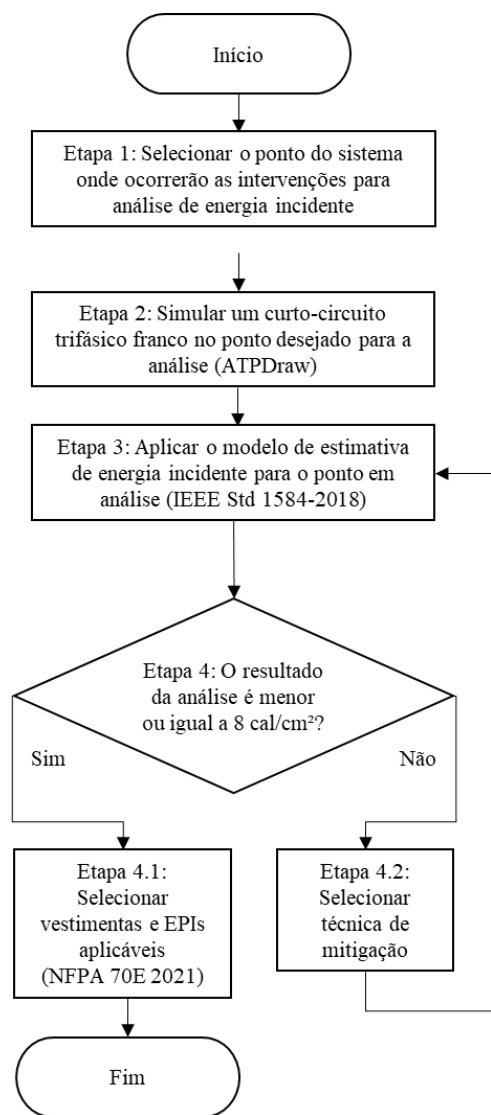 Início
Etapa 1: Selecionar o ponto do sistema
onde ocorrerão as intervenções para
análise de energia incidente
Etapa 2: Simular um curto-circuito
trifásico franco no ponto desejado para a
análise (ATPDraw)
Etapa 3: Aplicar o modelo de estimativa
de energia incidente para o ponto em
análise (IEEE Std 1584-2018)
Etapa 4: O resultado
da análise é menor
ou igual a 8 cal/cm²?
Sim
Não
Etapa 4.1:
Selecionar
vestimentas e EPIs
aplicáveis
(NFPA 70E 2021)
Etapa 4.2:
Selecionar
técnica de
mitigação
Fim